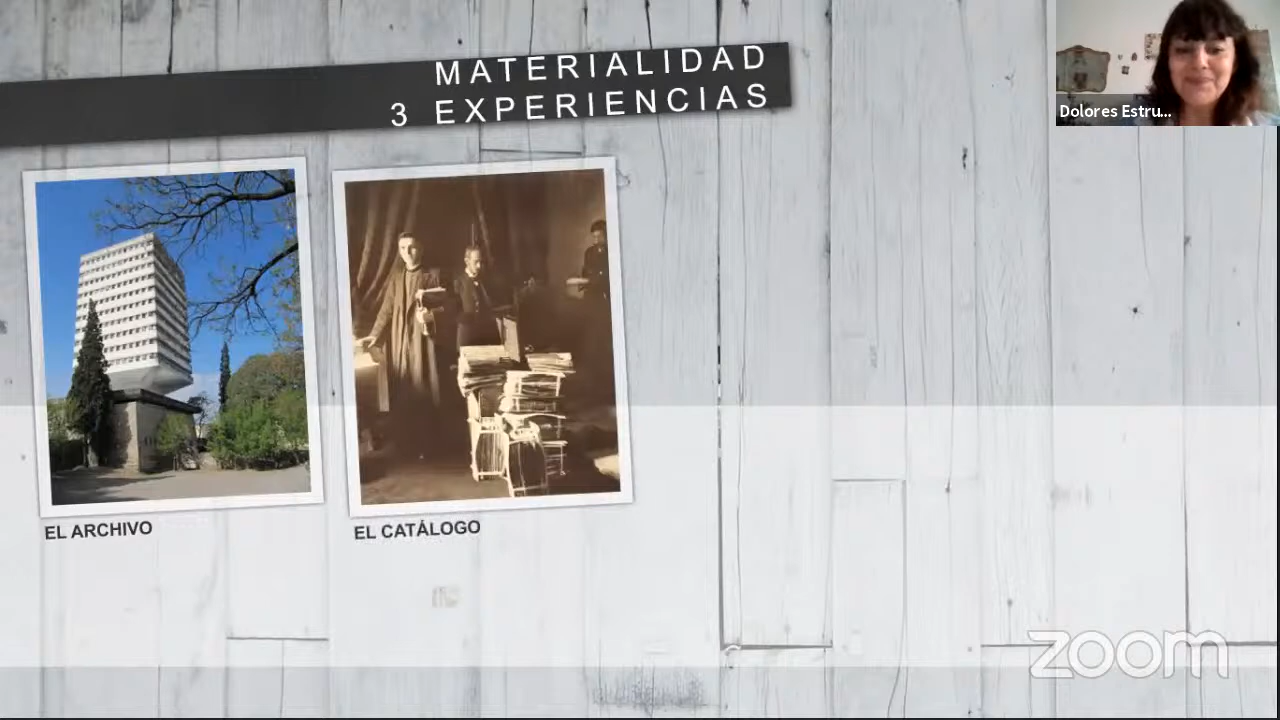 MATERIALIDAD
3 EXPERIENCIAS
Dolores Estru...
EL ARCHIVO
EL CATÁLOGO
zoom